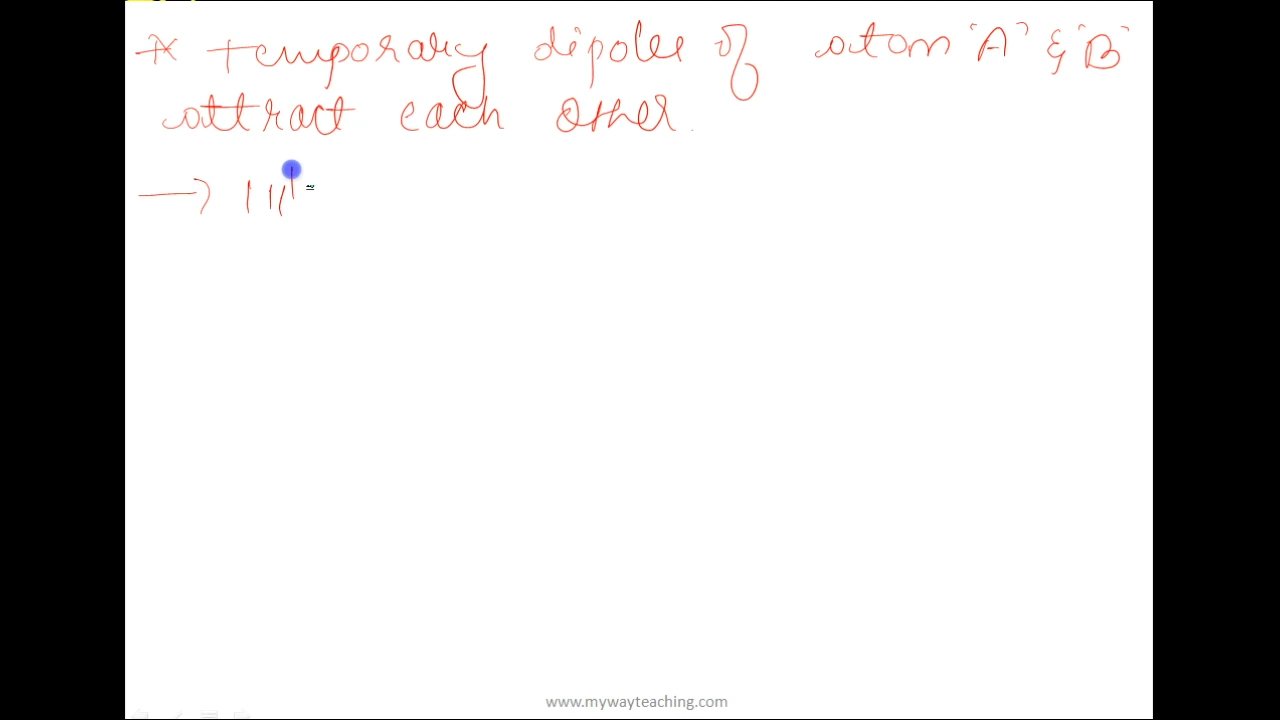 * temporary dipoles of atom 'A' & 'B'
attract each other.
→
www.mywayteaching.com